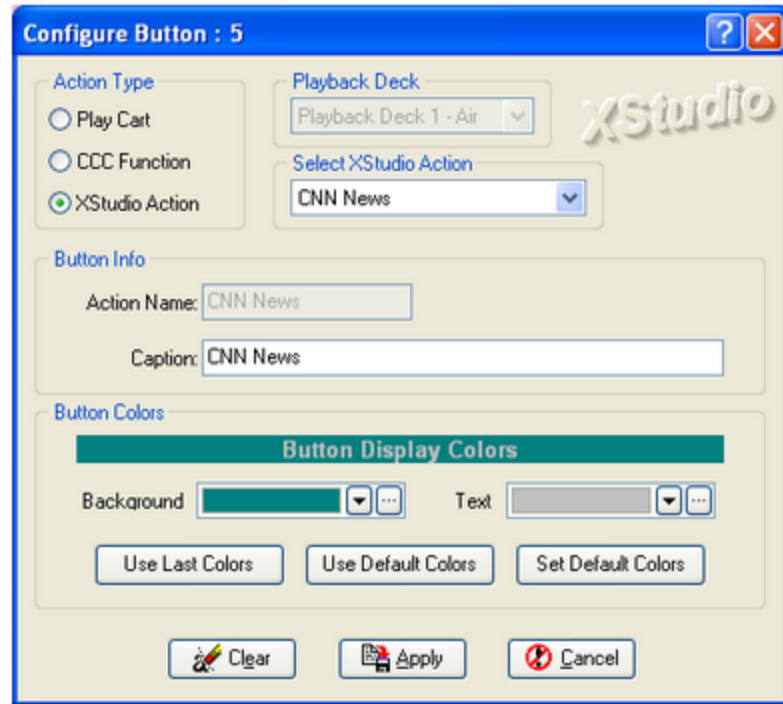 Configure Button : 5
Action Type
Play Cart
CCC Function
XStudio Action
Playback Deck
Playback Deck 1 - Air
Select XStudio Action
CNN News
XStudio
Button Info
Action Name: CNN News
Caption: CNN News
Button Colors
Button Display Colors
Background
Text
Use Last Colors
Use Default Colors
Set Default Colors
Clear
Apply
Cancel